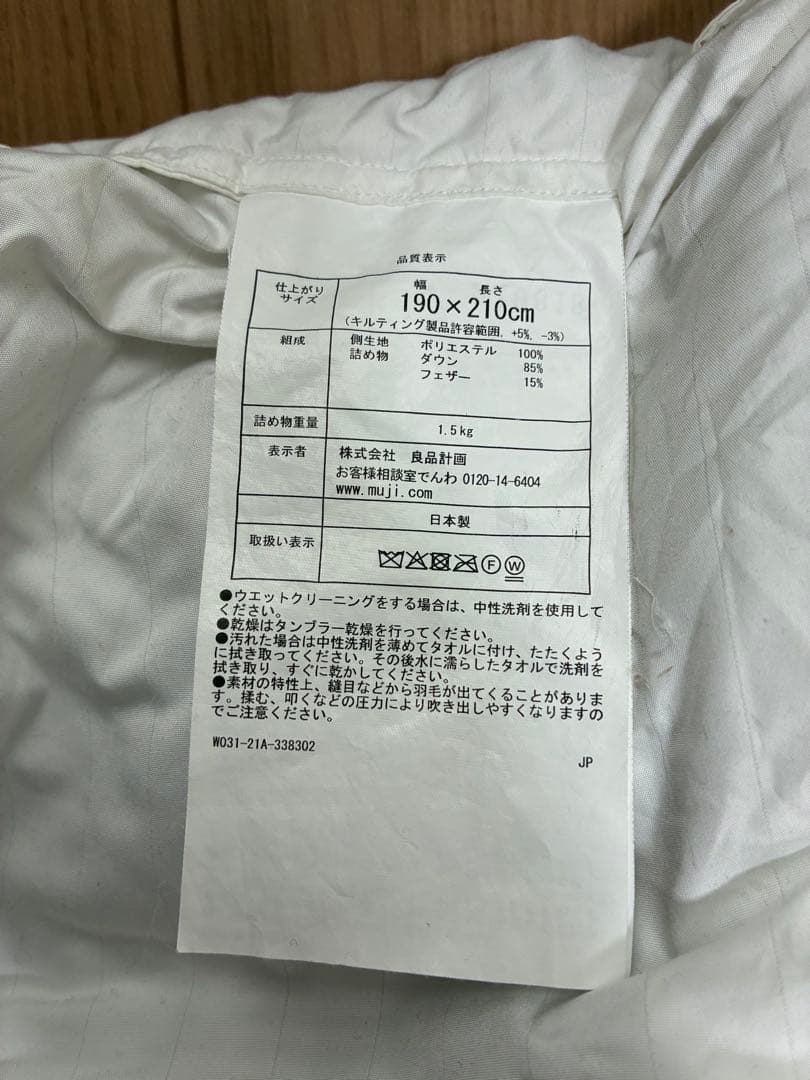 品質表示
仕上がり
サイズ
幅 長さ
190×210cm
(キルティング製品許容範囲, +5%, -3%)
組成
側生地 ポリエステル 100%
詰め物 ダウン 85%
フェザー 15%
詰め物重量 1.5kg
表示者 株式会社 良品計画
お客様相談室でんわ 0120-14-6404
www.muji.com
日本製
取扱い表示
F W
●ウエットクリーニングをする場合は、中性洗剤を使用して
ください。
●乾燥はタンブラー乾燥を行ってください。
●汚れた場合は中性洗剤を薄めてタオルに付け、たたくよう
に拭き取ってください。その後水に濡らしたタオルで洗剤を
拭き取り、すぐに乾かしてください。
●素材の特性上、縫目などから羽毛が出てくることがありま
す。揉む、叩くなどの圧力により吹き出しやすくなりますの
でご注意ください。
W031-21A-338302
JP